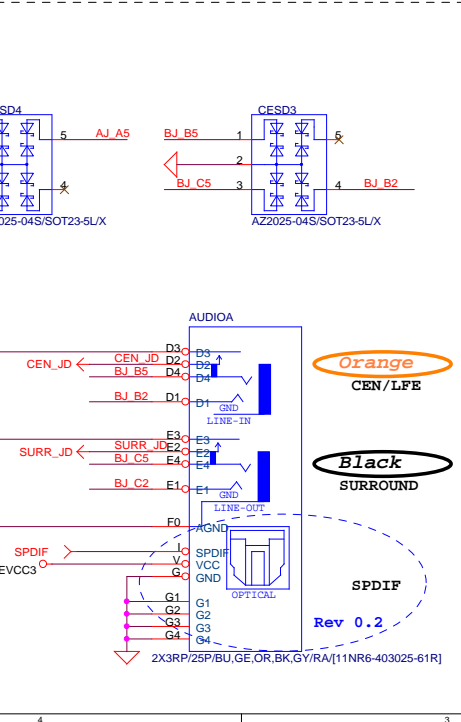 SD4
CESD3
5
AJ_A5
BJ_B5
1
5
2
4
BJ_C5
3
4
BJ_B2
025-04S/SOT23-5L/X
AZ2025-04S/SOT23-5L/X
AUDIOA
D3
D3
CEN_JD
CEN_JD
D2
D2
BJ_B5
D4
D4
BJ_B2
D1
D1
GND
LINE-IN
Orange
CEN/LFE
E3
E3
SURR_JD
SURR_JD
E2
E2
BJ_C5
E4
E4
BJ_C2
E1
E1
GND
LINE-OUT
Black
SURROUND
F0
AGND
SPDIF
I
SPDIF
EVCC3
V
VCC
G
GND
OPTICAL
SPDIF
G1
G1
G2
G2
G3
G3
G4
G4
Rev 0.2
2X3RP/25P/BU,GE,OR,BK,GY/RA/[11NR6-403025-61R]
4
3